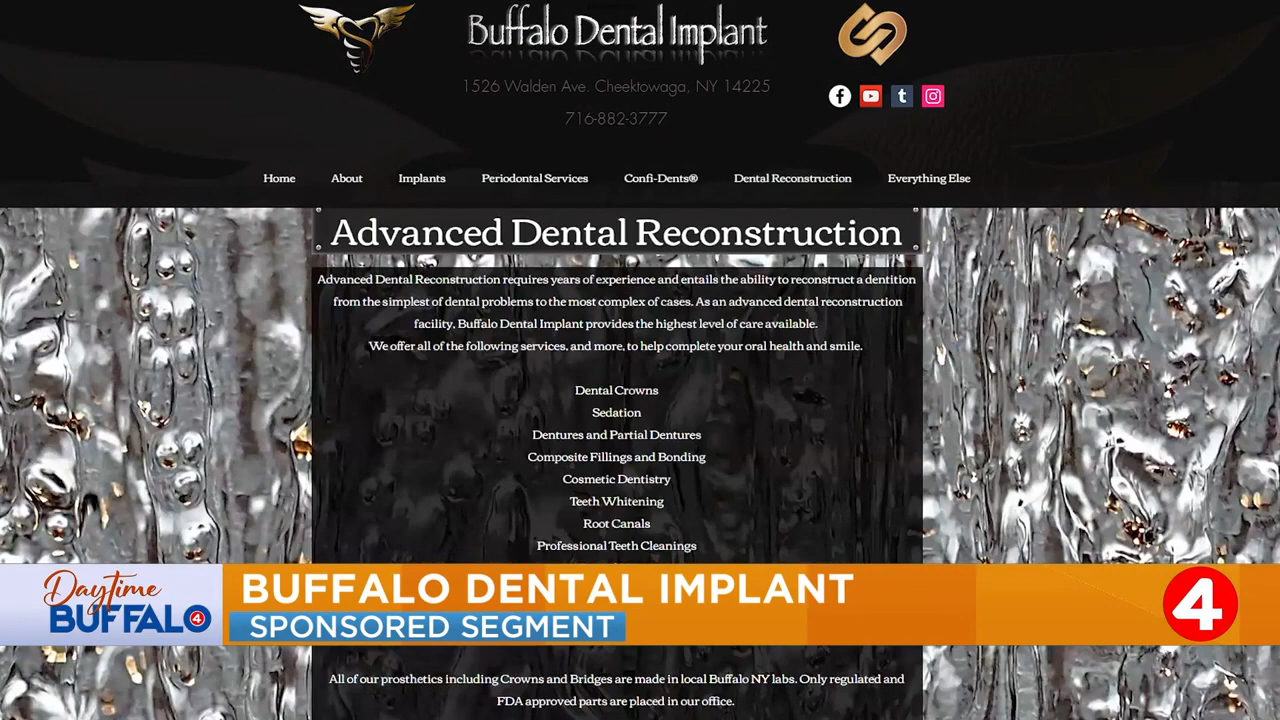 Buffalo Dental Implant
1526 Walden Ave. Cheektowaga, NY 14225
716-882-3777
Home About Implants Periodontal Services Confi-Dents® Dental Reconstruction Everything Else
Advanced Dental Reconstruction
Advanced Dental Reconstruction requires years of experience and entails the ability to reconstruct a dentition
from the simplest of dental problems to the most complex of cases. As an advanced dental reconstruction
facility, Buffalo Dental Implant provides the highest level of care available.
We offer all of the following services, and more, to help complete your oral health and smile.
Dental Crowns
Sedation
Dentures and Partial Dentures
Composite Fillings and Bonding
Cosmetic Dentistry
Teeth Whitening
Root Canals
Professional Teeth Cleanings
Daytime
BUFFALO 4
BUFFALO DENTAL IMPLANT
SPONSORED SEGMENT
4
All of our prosthetics including Crowns and Bridges are made in local Buffalo NY labs. Only regulated and
FDA approved parts are placed in our office.